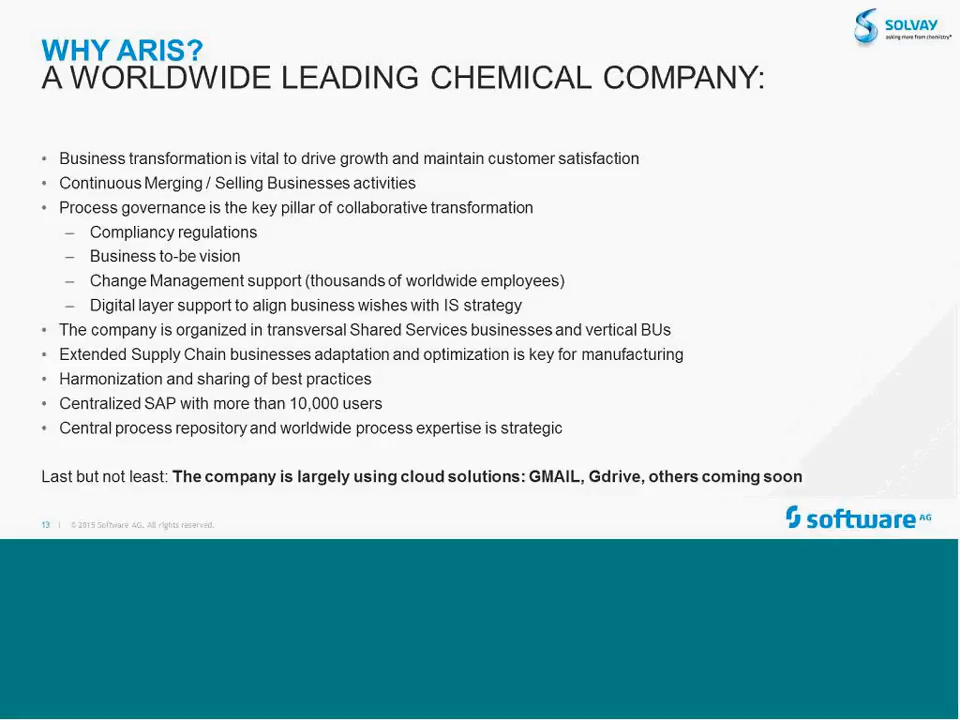 SOLVAY
asking more from chemistry®
WHY ARIS?
A WORLDWIDE LEADING CHEMICAL COMPANY:
• Business transformation is vital to drive growth and maintain customer satisfaction
• Continuous Merging / Selling Businesses activities
• Process governance is the key pillar of collaborative transformation
– Compliancy regulations
– Business to-be vision
– Change Management support (thousands of worldwide employees)
– Digital layer support to align business wishes with IS strategy
• The company is organized in transversal Shared Services businesses and vertical BUs
• Extended Supply Chain businesses adaptation and optimization is key for manufacturing
• Harmonization and sharing of best practices
• Centralized SAP with more than 10,000 users
• Central process repository and worldwide process expertise is strategic
Last but not least: The company is largely using cloud solutions: GMAIL, Gdrive, others coming soon
13 | © 2015 Software AG. All rights reserved.
software AG